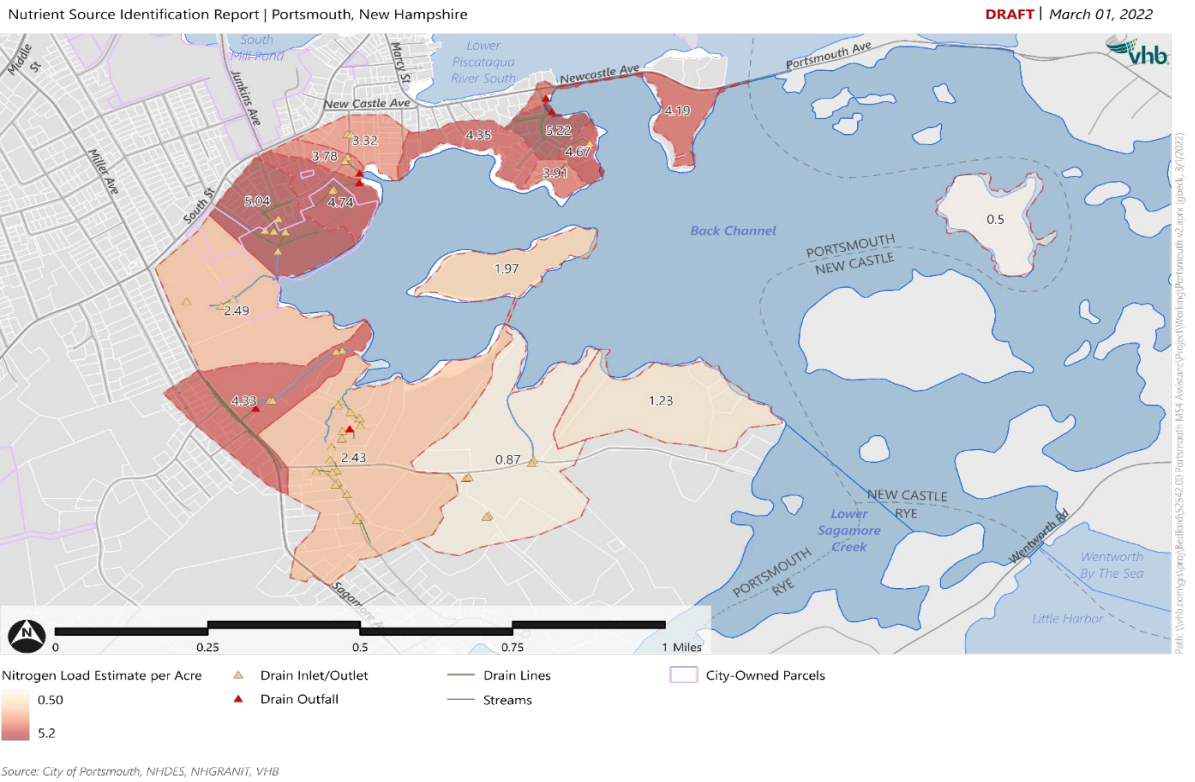 Nutrient Source Identification Report | Portsmouth, New Hampshire
DRAFT | March 01, 2022
vhb
Middle St
South Mill Pond
Junkins Ave
Marcy St
Lower Piscataqua River South
Newcastle Ave
Portsmouth Ave
New Castle Ave
Miller Ave
South St
3.32
3.78
4.35
5.22
4.67
3.91
4.19
5.04
4.74
0.5
Back Channel
PORTSMOUTH
NEW CASTLE
1.97
2.49
4.33
2.43
0.87
1.23
NEW CASTLE
RYE
Lower Sagamore Creek
PORTSMOUTH
RYE
Wentworth Rd
Wentworth By The Sea
Little Harbor
Sagamore A
N
0
0.25
0.5
0.75
1 Miles
Nitrogen Load Estimate per Acre
0.50
5.2
Drain Inlet/Outlet
Drain Outfall
Drain Lines
Streams
City-Owned Parcels
Source: City of Portsmouth, NHDES, NHGRANIT, VHB